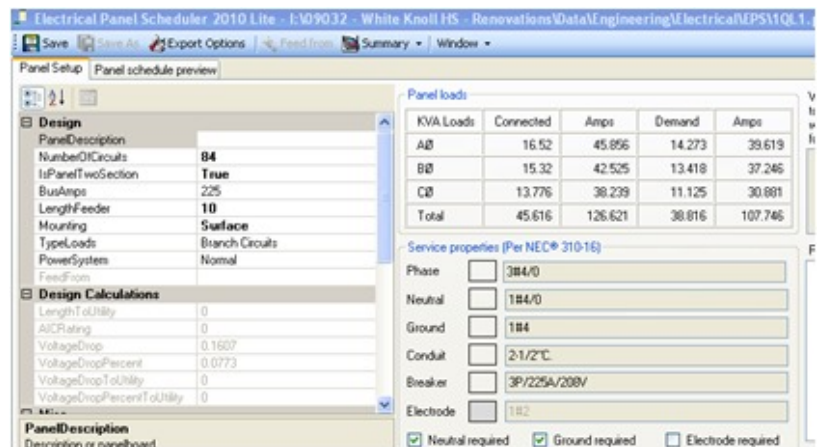 Electrical Panel Scheduler 2010 Lite - I:\09032 - White Knoll HS - Renovations\Data\Engineering\Electrical\EPS\1QL1.
Save Save As Export Options Feed from Summary Window
Panel Setup Panel schedule preview
Design
PanelDescription
NumberOfCircuits 84
IsPanelTwoSection True
BusAmps 225
LengthFeeder 10
Mounting Surface
TypeLoads Branch Circuits
PowerSystem Normal
FeedFrom
Design Calculations
LengthToUtility 0
AICRating 0
VoltageDrop 0.1607
VoltageDropPercent 0.0773
VoltageDropToUtility 0
VoltageDropPercentToUtility 0
Misc
PanelDescription
Description or panelboard
Panel loads
KVA Loads Connected Amps Demand Amps
AØ 16.52 45.856 14.273 39.619
BØ 15.32 42.525 13.418 37.246
CØ 13.776 38.239 11.125 30.881
Total 45.616 126.621 38.816 107.746
Service properties (Per NEC® 310-16)
Phase 3#4/0
Neutral 1#4/0
Ground 1#4
Conduit 2-1/2"C.
Breaker 3P/225A/208V
Electrode 1#2
Neutral required Ground required Electrode required